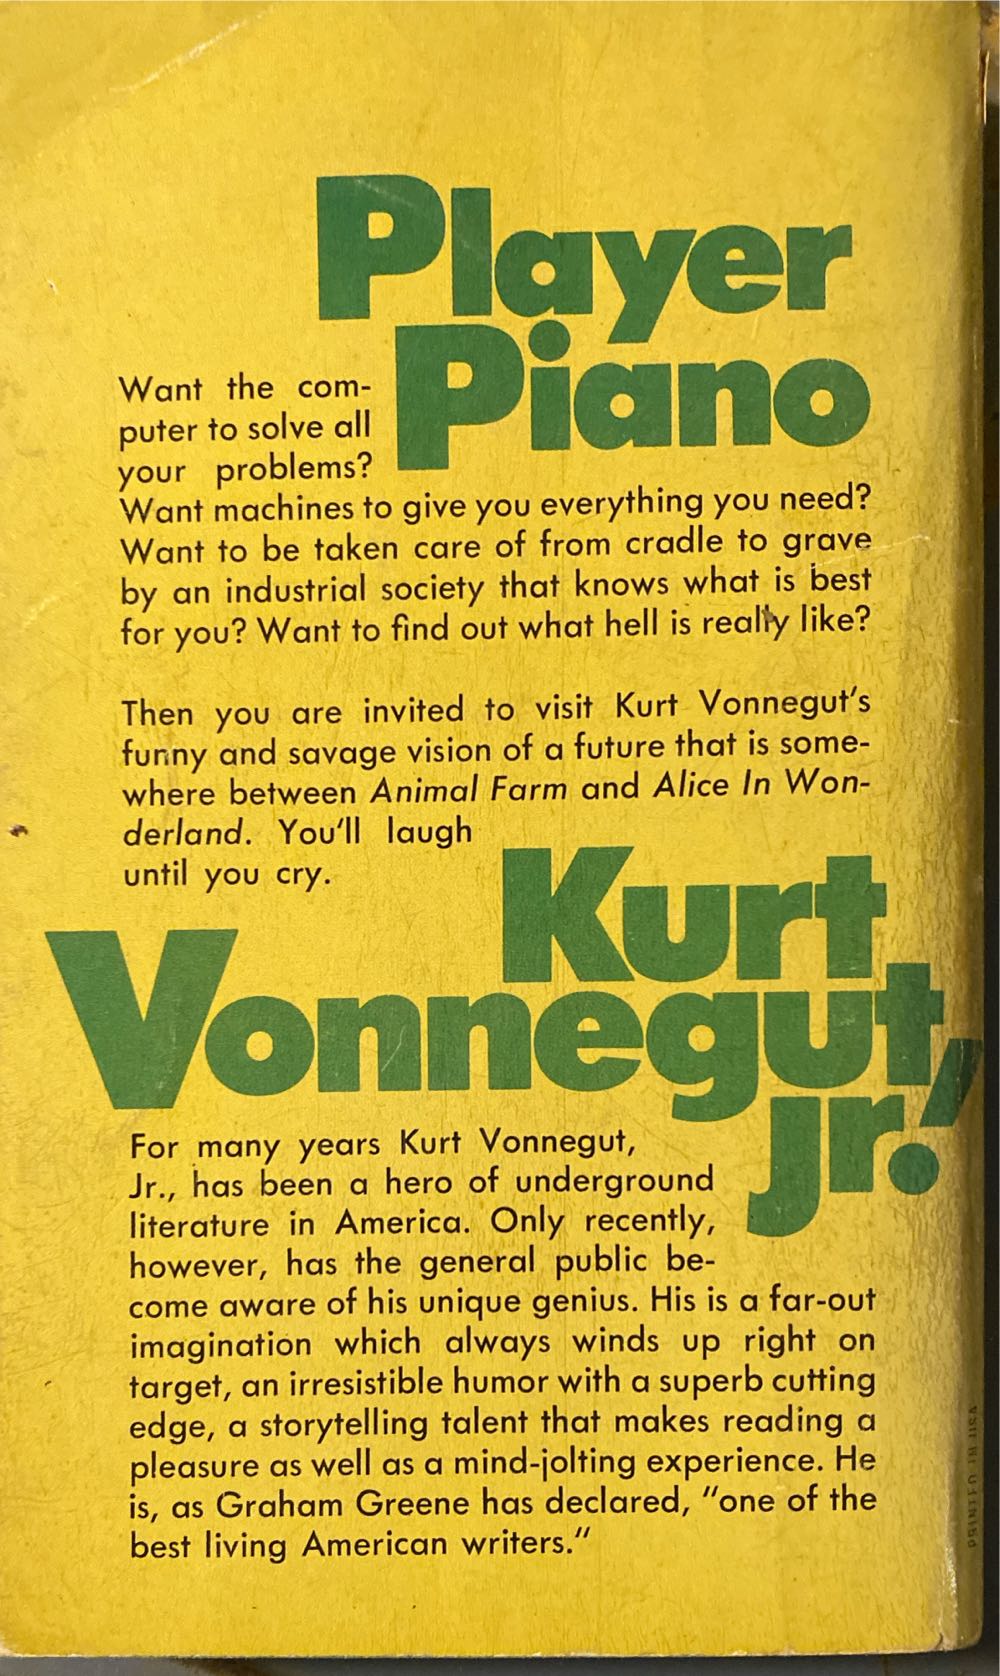 Player
Piano
Want the com-
puter to solve all
your problems?
Want machines to give you everything you need?
Want to be taken care of from cradle to grave
by an industrial society that knows what is best
for you? Want to find out what hell is really like?
Then you are invited to visit Kurt Vonnegut's
funny and savage vision of a future that is some-
where between Animal Farm and Alice In Won-
derland. You'll laugh
until you cry.
Kurt
Vonnegut,
Jr.!
For many years Kurt Vonnegut,
Jr., has been a hero of underground
literature in America. Only recently,
however, has the general public be-
come aware of his unique genius. His is a far-out
imagination which always winds up right on
target, an irresistible humor with a superb cutting
edge, a storytelling talent that makes reading a
pleasure as well as a mind-jolting experience. He
is, as Graham Greene has declared, "one of the
best living American writers."
PRINTED IN USA